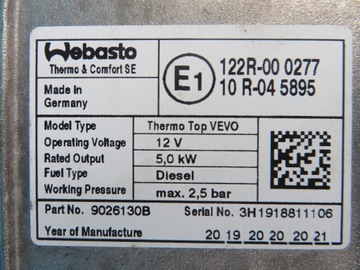 Webasto
Thermo & Comfort SE
Made in
Germany
E1
122R-00 0277
10 R-04 5895
Model Type Thermo Top VEVO
Operating Voltage 12 V
Rated Output 5,0 kW
Fuel Type Diesel
Working Pressure max. 2,5 bar
Part No. 9026130B Serial No. 3H1918811106
Year of Manufacture 20 19 20 20 20 21